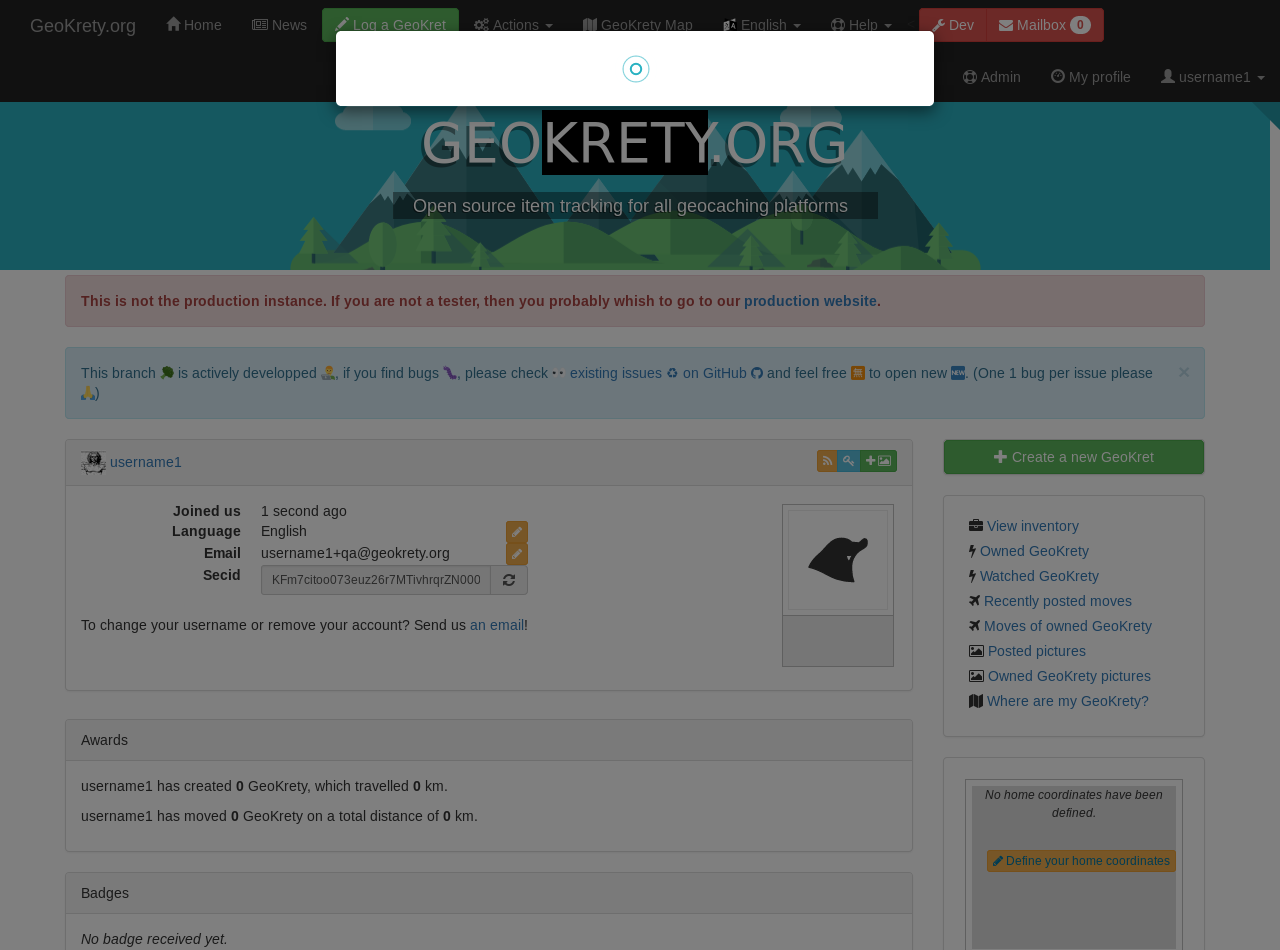 GeoKrety.org Home News Log a GeoKret Actions GeoKrety Map English Help Dev Mailbox 0
Admin My profile username1
GEOKRETY.ORG
Open source item tracking for all geocaching platforms
This is not the production instance. If you are not a tester, then you probably whish to go to our production website.
This branch 🌳 is actively developped 👨‍💻, if you find bugs 🐛, please check 👀 existing issues ♻ on GitHub and feel free 🈚 to open new 🆕. (One 1 bug per issue please
🙏)
×
username1
Joined us 1 second ago
Language English
Email username1+qa@geokrety.org
Secid KFm7citoo073euz26r7MTivhrqrZN000
To change your username or remove your account? Send us an email!
Awards
username1 has created 0 GeoKrety, which travelled 0 km.
username1 has moved 0 GeoKrety on a total distance of 0 km.
Badges
No badge received yet.
Create a new GeoKret
View inventory
Owned GeoKrety
Watched GeoKrety
Recently posted moves
Moves of owned GeoKrety
Posted pictures
Owned GeoKrety pictures
Where are my GeoKrety?
No home coordinates have been
defined.
Define your home coordinates